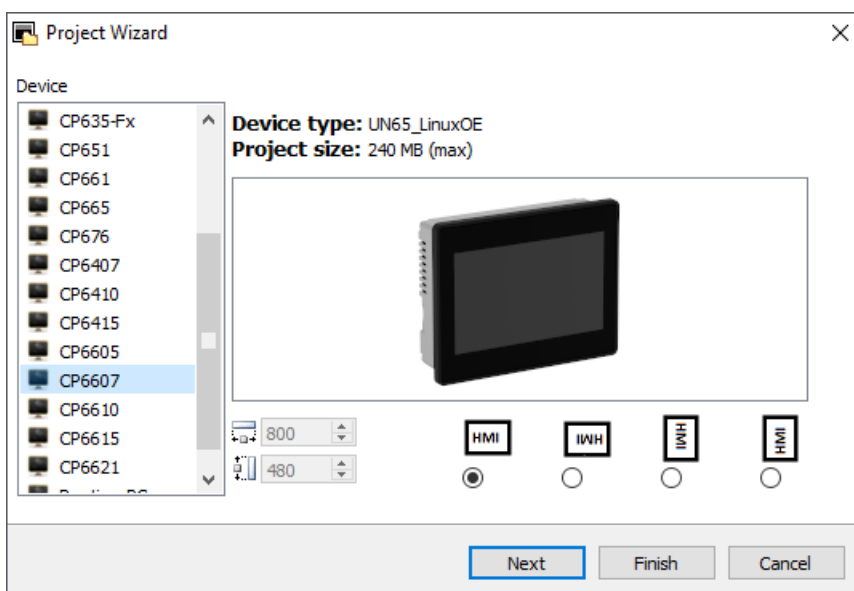 Project Wizard
Device
CP635-Fx
CP651
CP661
CP665
CP676
CP6407
CP6410
CP6415
CP6605
CP6607
CP6610
CP6615
CP6621
Device type: UN65_LinuxOE
Project size: 240 MB (max)
800
480
HMI
HMI
HMI
HMI
Next
Finish
Cancel